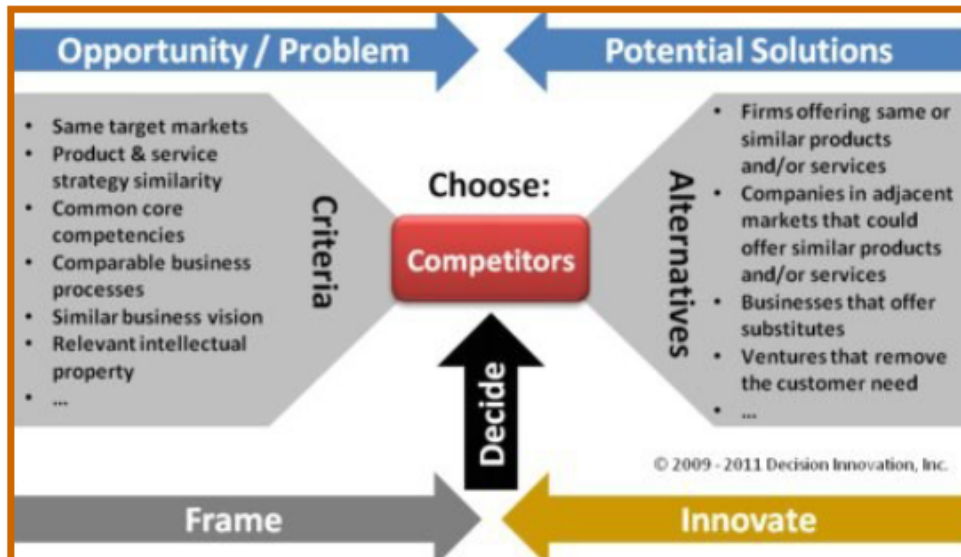 Opportunity / Problem
Potential Solutions
• Same target markets
• Product & service
strategy similarity
• Common core
competencies
• Comparable business
processes
• Similar business vision
• Relevant intellectual
property
• ...
Criteria
Choose:
Competitors
Decide
Alternatives
• Firms offering same or
similar products
and/or services
• Companies in adjacent
markets that could
offer similar products
and/or services
• Businesses that offer
substitutes
• Ventures that remove
the customer need
• ...
© 2009 - 2011 Decision Innovation, Inc.
Frame
Innovate